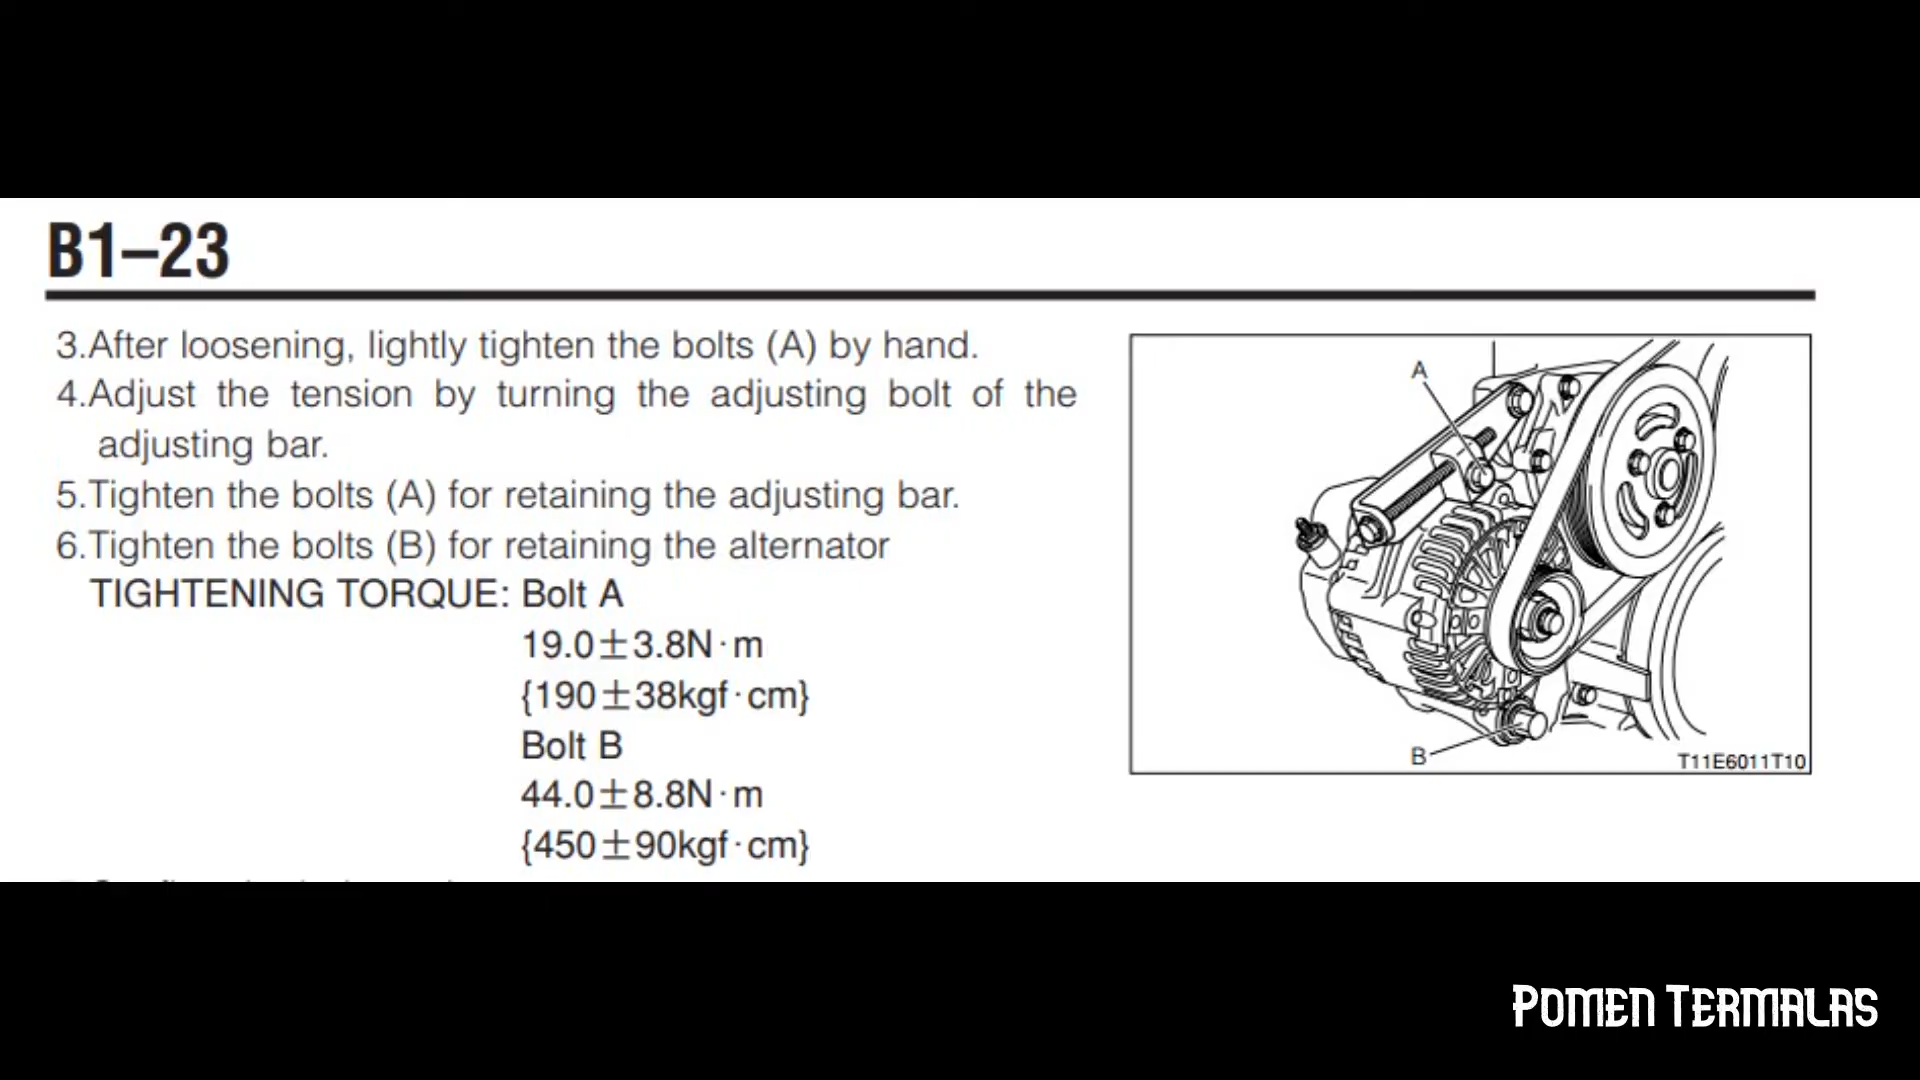 B1–23
3.After loosening, lightly tighten the bolts (A) by hand.
4.Adjust the tension by turning the adjusting bolt of the
adjusting bar.
5.Tighten the bolts (A) for retaining the adjusting bar.
6.Tighten the bolts (B) for retaining the alternator
TIGHTENING TORQUE: Bolt A
19.0±3.8N·m
{190±38kgf·cm}
Bolt B
44.0±8.8N·m
{450±90kgf·cm}
A
B
T11E6011T10
POMEN TERMALAS